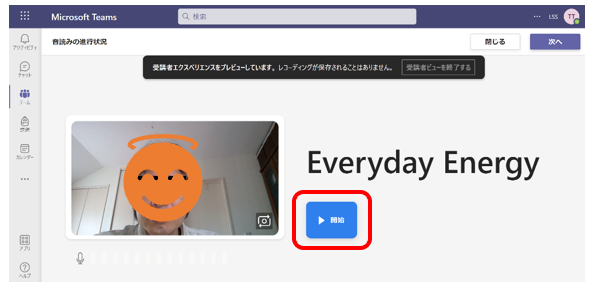 Microsoft Teams
検索
LSS
TT
アクティビティ
音読みの進行状況
閉じる
次へ
チャット
受講者エクスペリエンスをプレビューしています。レコーディングが保存されることはありません。
受講者ビューを終了する
チーム
課題
カレンダー
Everyday Energy
開始
アプリ
ヘルプ